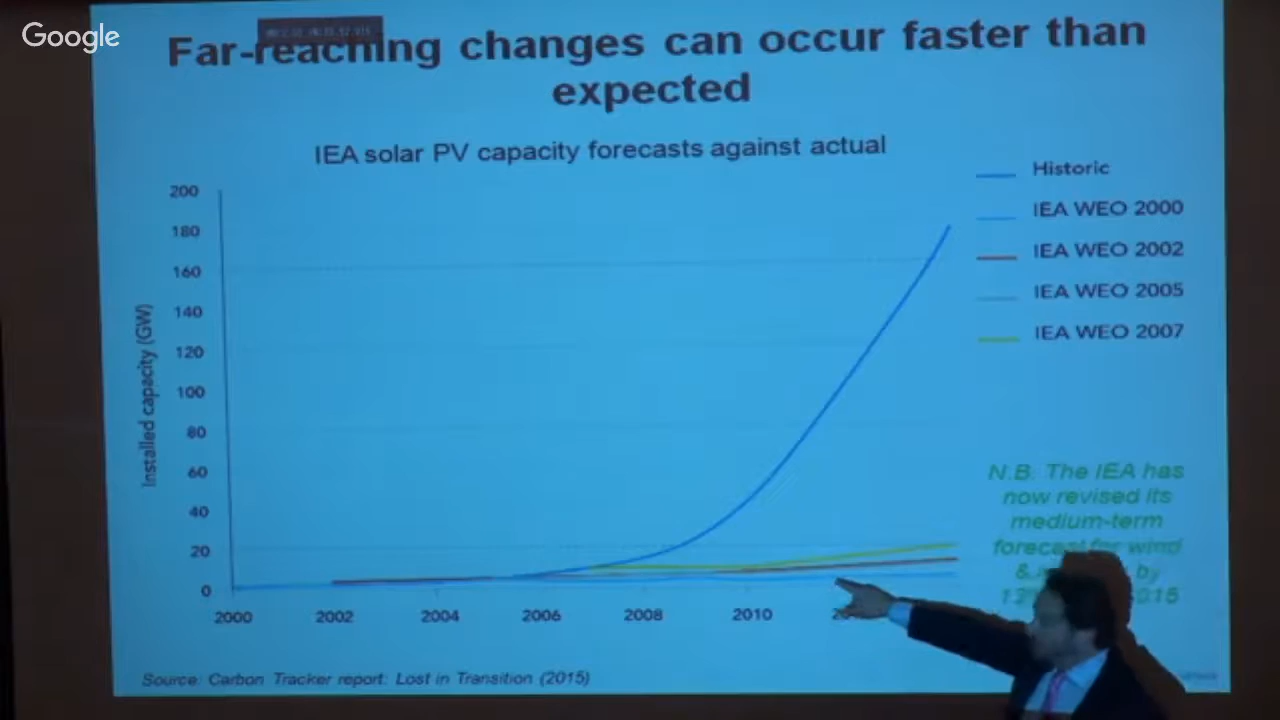 Google
Far-reaching changes can occur faster than
expected
IEA solar PV capacity forecasts against actual
Historic
IEA WEO 2000
IEA WEO 2002
IEA WEO 2005
IEA WEO 2007
Installed capacity (GW)
200
180
160
140
120
100
80
60
40
20
0
2000
2002
2004
2006
2008
2010
N.B. The IEA has
now revised its
medium-term
forecast for wind
& by
Source: Carbon Tracker report: Lost in Transition (2015)